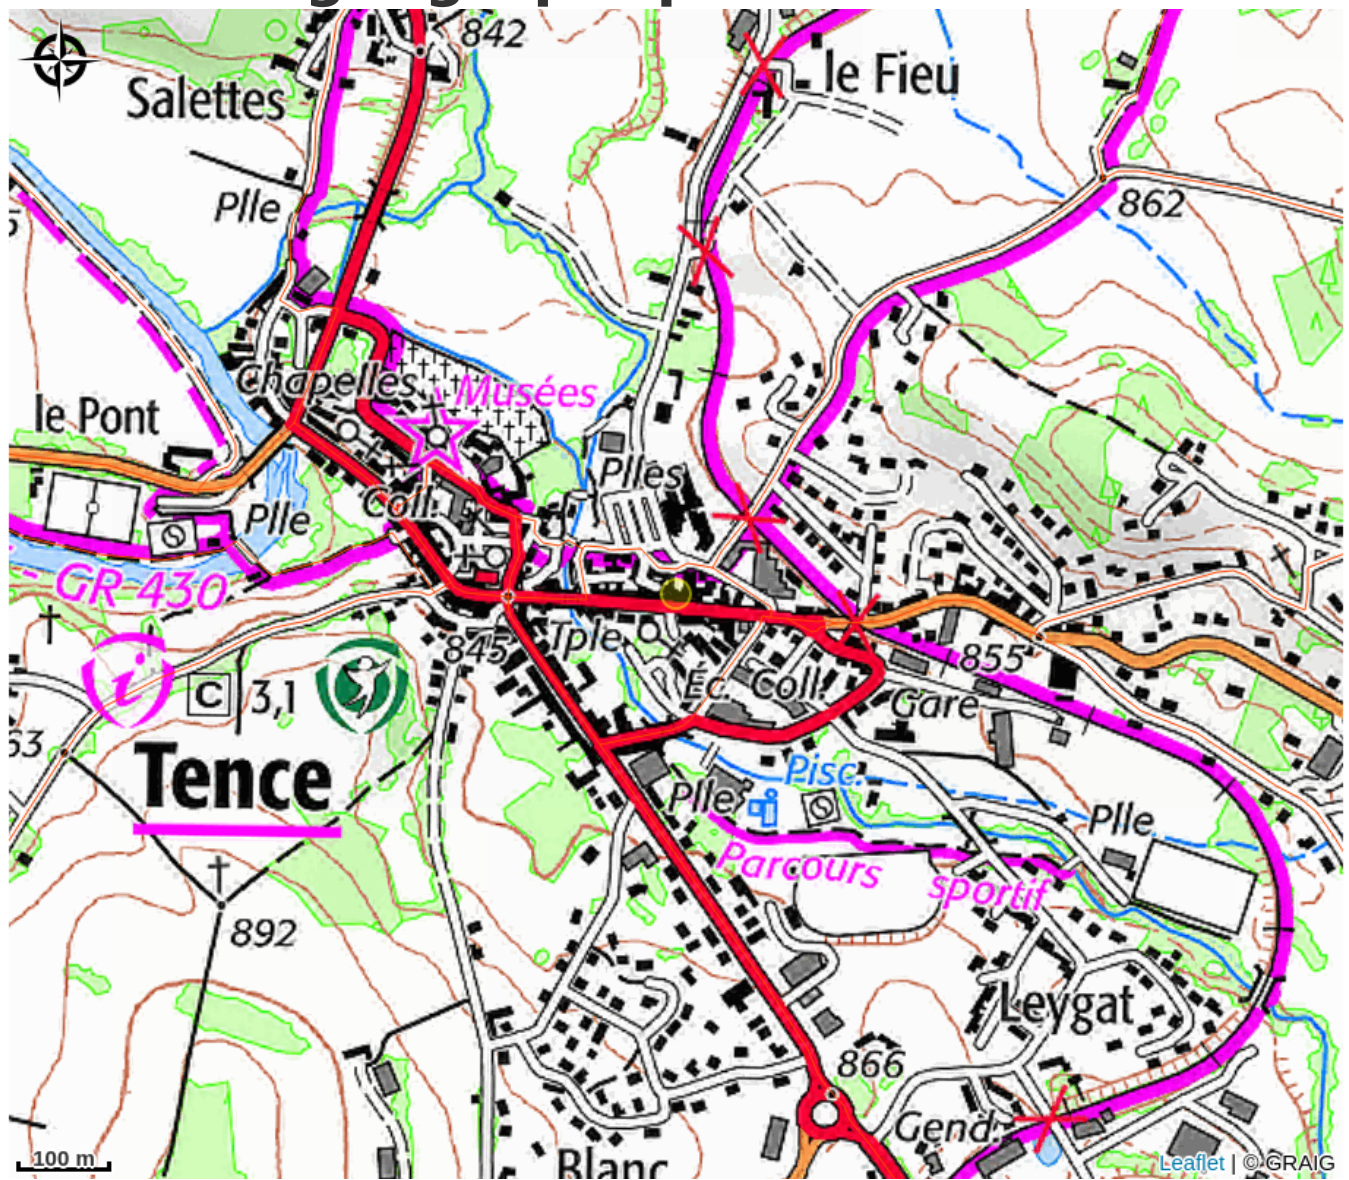 842
Salettes
le Fieu
Plle
862
Chapelles
Musées
le Pont
Plles
Coll.
Plle
- GR 430
845
Tple
855
i
C
3,1
Éc.
Coll.
Gare
63
Tence
Pisc.
Plle
Plle
Parcours sportif
892
Leygat
866
Gend.
Blanc
100 m
Leaflet | © GRAIG